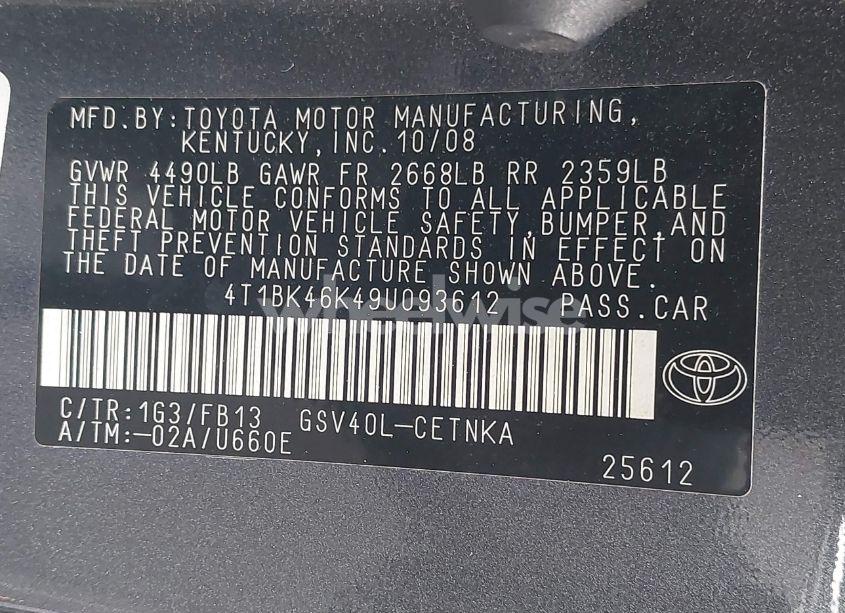 MFD. BY: TOYOTA MOTOR MANUFACTURING,
KENTUCKY, INC. 10/08
GVWR 4490LB GAWR FR 2668LB RR 2359LB
THIS VEHICLE CONFORMS TO ALL APPLICABLE
FEDERAL MOTOR VEHICLE SAFETY, BUMPER, AND
THEFT PREVENTION STANDARDS IN EFFECT ON
THE DATE OF MANUFACTURE SHOWN ABOVE.
4T1BK46K49U093612 PASS. CAR
wheelwise
C/TR: 1G3/FB13 GSV40L-CETNKA
A/TM: -02A/U660E
25612